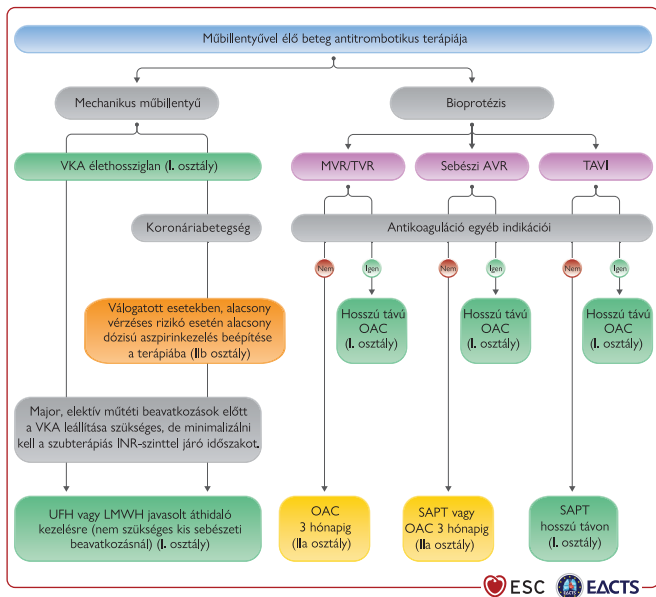 Műbillentyűvel élő beteg antitrombotikus terápiája
Mechanikus műbillentyű
Bioprotézis
VKA élethossziglan (I. osztály)
MVR/TVR
Sebészi AVR
TAVI
Koronáriabetegség
Antikoaguláció egyéb indikációi
Nem
Igen
Nem
Igen
Nem
Igen
Válogatott esetekben, alacsony
vérzéses rizikó esetén alacsony
dózisú aszpirinkezelés beépítése
a terápiába (IIb osztály)
Hosszú távú
OAC
(I. osztály)
Hosszú távú
OAC
(I. osztály)
Hosszú távú
OAC
(I. osztály)
Major, elektív műtéti beavatkozások előtt
a VKA leállítása szükséges, de minimalizálni
kell a szubterápiás INR-szinttel járó időszakot.
UFH vagy LMWH javasolt áthidaló
kezelésre (nem szükséges kis sebészeti
beavatkozásnál) (I. osztály)
OAC
3 hónapig
(IIa osztály)
SAPT vagy
OAC 3 hónapig
(IIa osztály)
SAPT
hosszú távon
(I. osztály)
ESC
EACTS